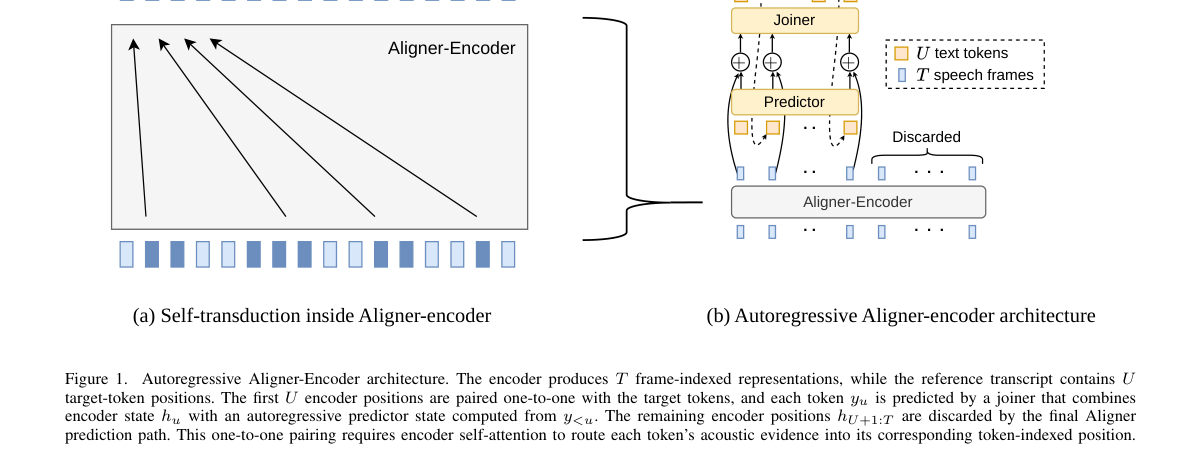 Joiner
Aligner-Encoder
U text tokens
T speech frames
+ + +
Predictor
Discarded
Aligner-Encoder
(a) Self-transduction inside Aligner-encoder
(b) Autoregressive Aligner-encoder architecture
Figure 1. Autoregressive Aligner-Encoder architecture. The encoder produces T frame-indexed representations, while the reference transcript contains U
target-token positions. The first U encoder positions are paired one-to-one with the target tokens, and each token y_u is predicted by a joiner that combines
encoder state h_u with an autoregressive predictor state computed from y_{<u}. The remaining encoder positions h_{U+1:T} are discarded by the final Aligner
prediction path. This one-to-one pairing requires encoder self-attention to route each token's acoustic evidence into its corresponding token-indexed position.